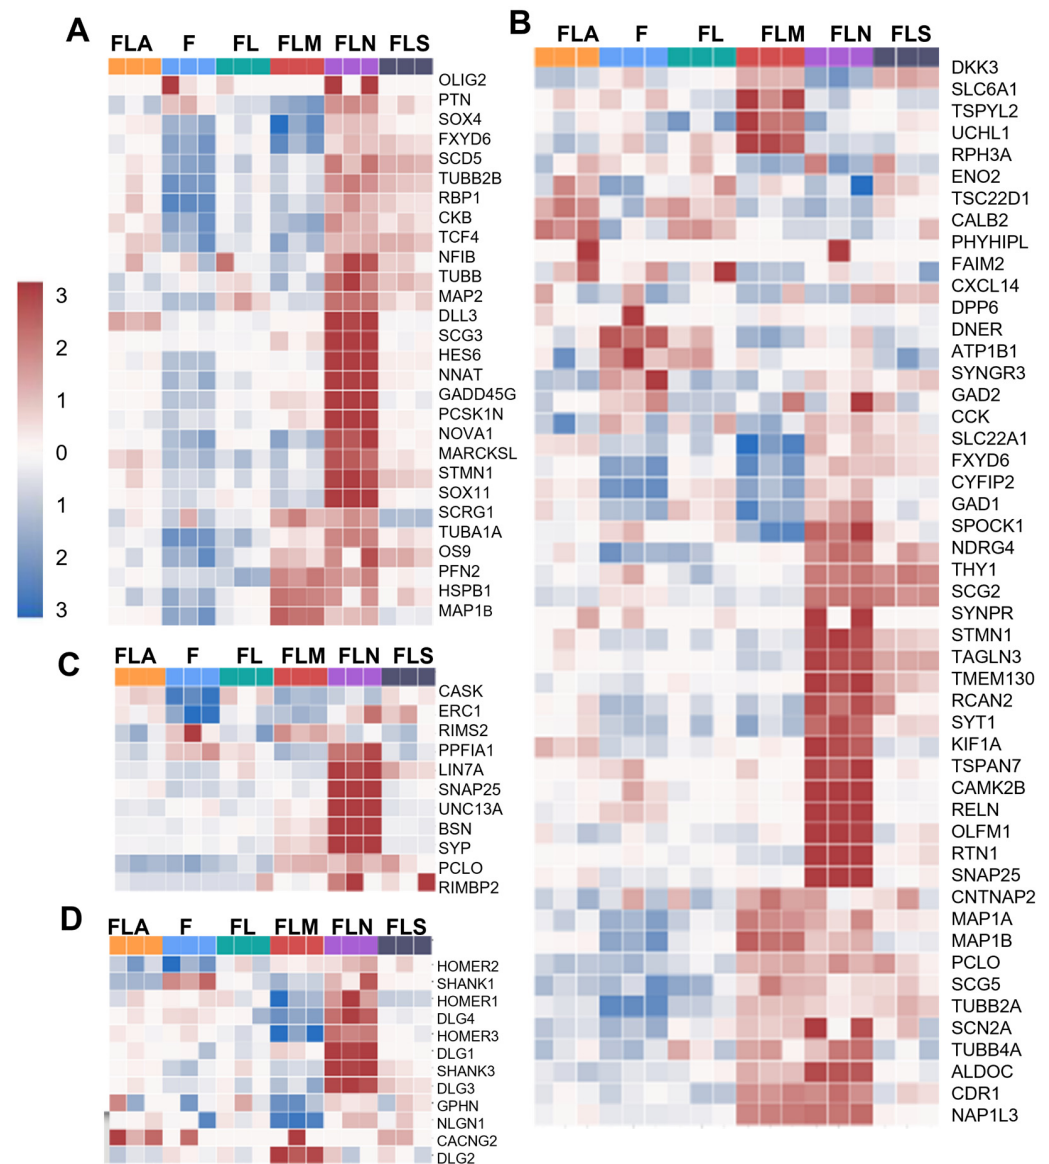 A
FLA F FL FLM FLN FLS
OLIG2
PTN
SOX4
FXYD6
SCD5
TUBB2B
RBP1
CKB
TCF4
NFIB
TUBB
MAP2
DLL3
SCG3
HES6
NNAT
GADD45G
PCSK1N
NOVA1
MARCKSL
STMN1
SOX11
SCRG1
TUBA1A
OS9
PFN2
HSPB1
MAP1B
3
2
1
0
1
2
3
B
FLA F FL FLM FLN FLS
DKK3
SLC6A1
TSPYL2
UCHL1
RPH3A
ENO2
TSC22D1
CALB2
PHYHIPL
FAIM2
CXCL14
DPP6
DNER
ATP1B1
SYNGR3
GAD2
CCK
SLC22A1
FXYD6
CYFIP2
GAD1
SPOCK1
NDRG4
THY1
SCG2
SYNPR
STMN1
TAGLN3
TMEM130
RCAN2
SYT1
KIF1A
TSPAN7
CAMK2B
RELN
OLFM1
RTN1
SNAP25
CNTNAP2
MAP1A
MAP1B
PCLO
SCG5
TUBB2A
SCN2A
TUBB4A
ALDOC
CDR1
NAP1L3
C
FLA F FL FLM FLN FLS
CASK
ERC1
RIMS2
PPFIA1
LIN7A
SNAP25
UNC13A
BSN
SYP
PCLO
RIMBP2
D
FLA F FL FLM FLN FLS
HOMER2
SHANK1
HOMER1
DLG4
HOMER3
DLG1
SHANK3
DLG3
GPHN
NLGN1
CACNG2
DLG2